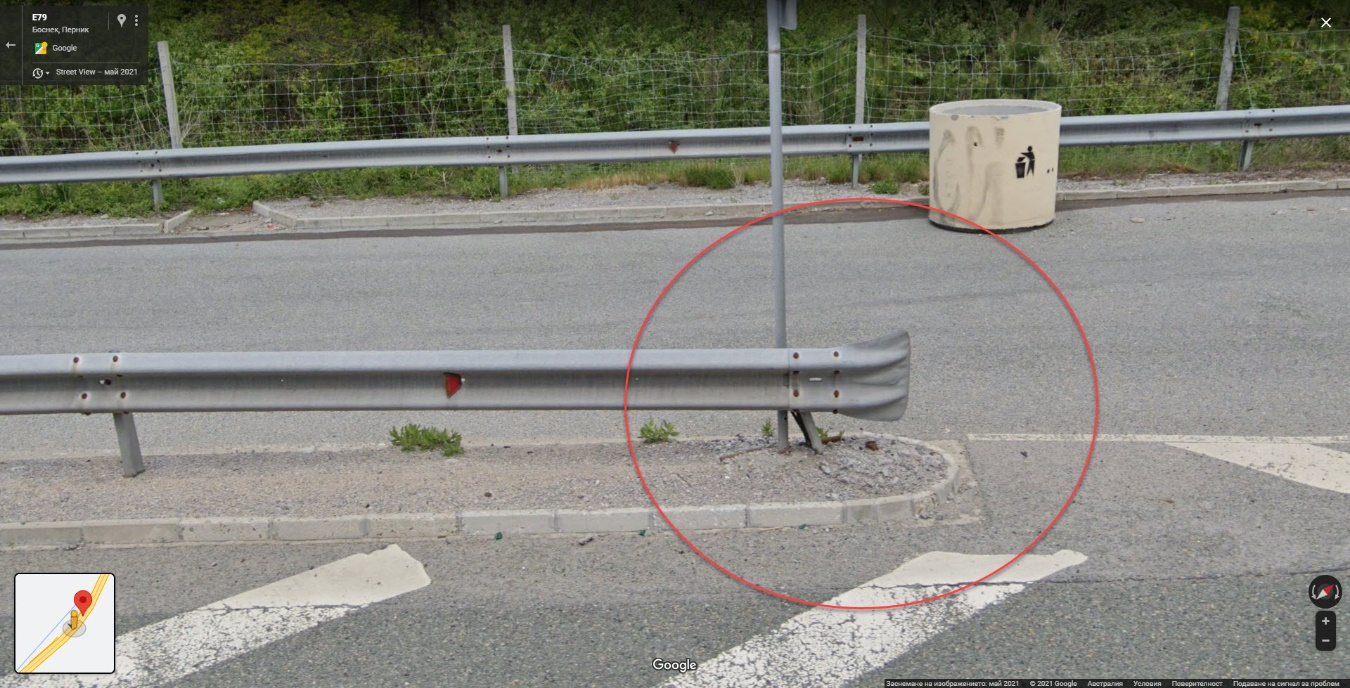 E79
Боснек, Перник
Google
Street View – май 2021
Google
Заснемане на изображението: май 2021 © 2021 Google Австралия Условия Поверителност Подаване на сигнал за проблем